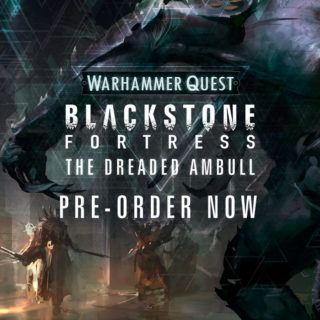 WARHAMMER QUEST
BLACKSTONE
FORTRESS
THE DREADED AMBULL
PRE-ORDER NOW